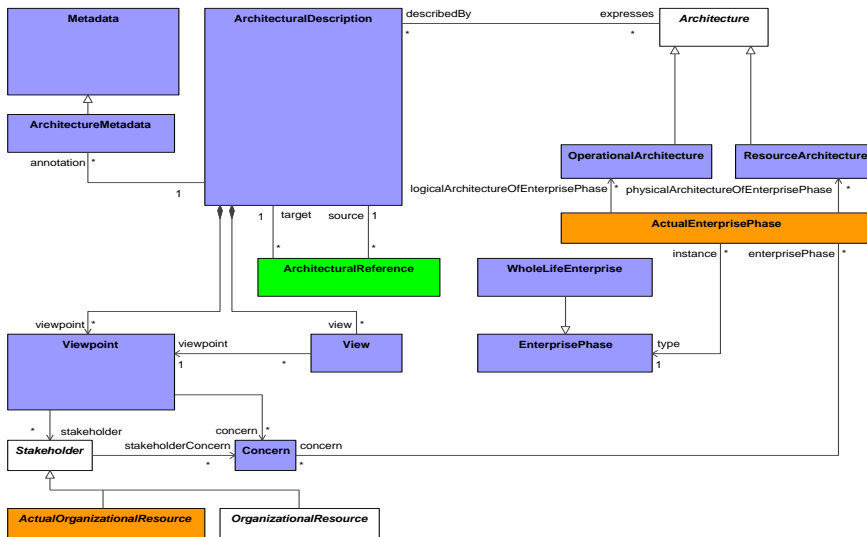 Metadata
ArchitecturalDescription
describedBy
expresses
Architecture
*
*
ArchitectureMetadata
annotation
*
1
OperationalArchitecture
ResourceArchitecture
logicalArchitectureOfEnterprisePhase
*
physicalArchitectureOfEnterprisePhase
*
1
target
source
1
ActualEnterprisePhase
*
*
instance
*
enterprisePhase
*
ArchitecturalReference
WholeLifeEnterprise
viewpoint
*
view
*
Viewpoint
viewpoint
View
EnterprisePhase
type
1
*
1
concern
*
*
stakeholder
stakeholderConcern
Stakeholder
Concern
concern
*
*
ActualOrganizationalResource
OrganizationalResource